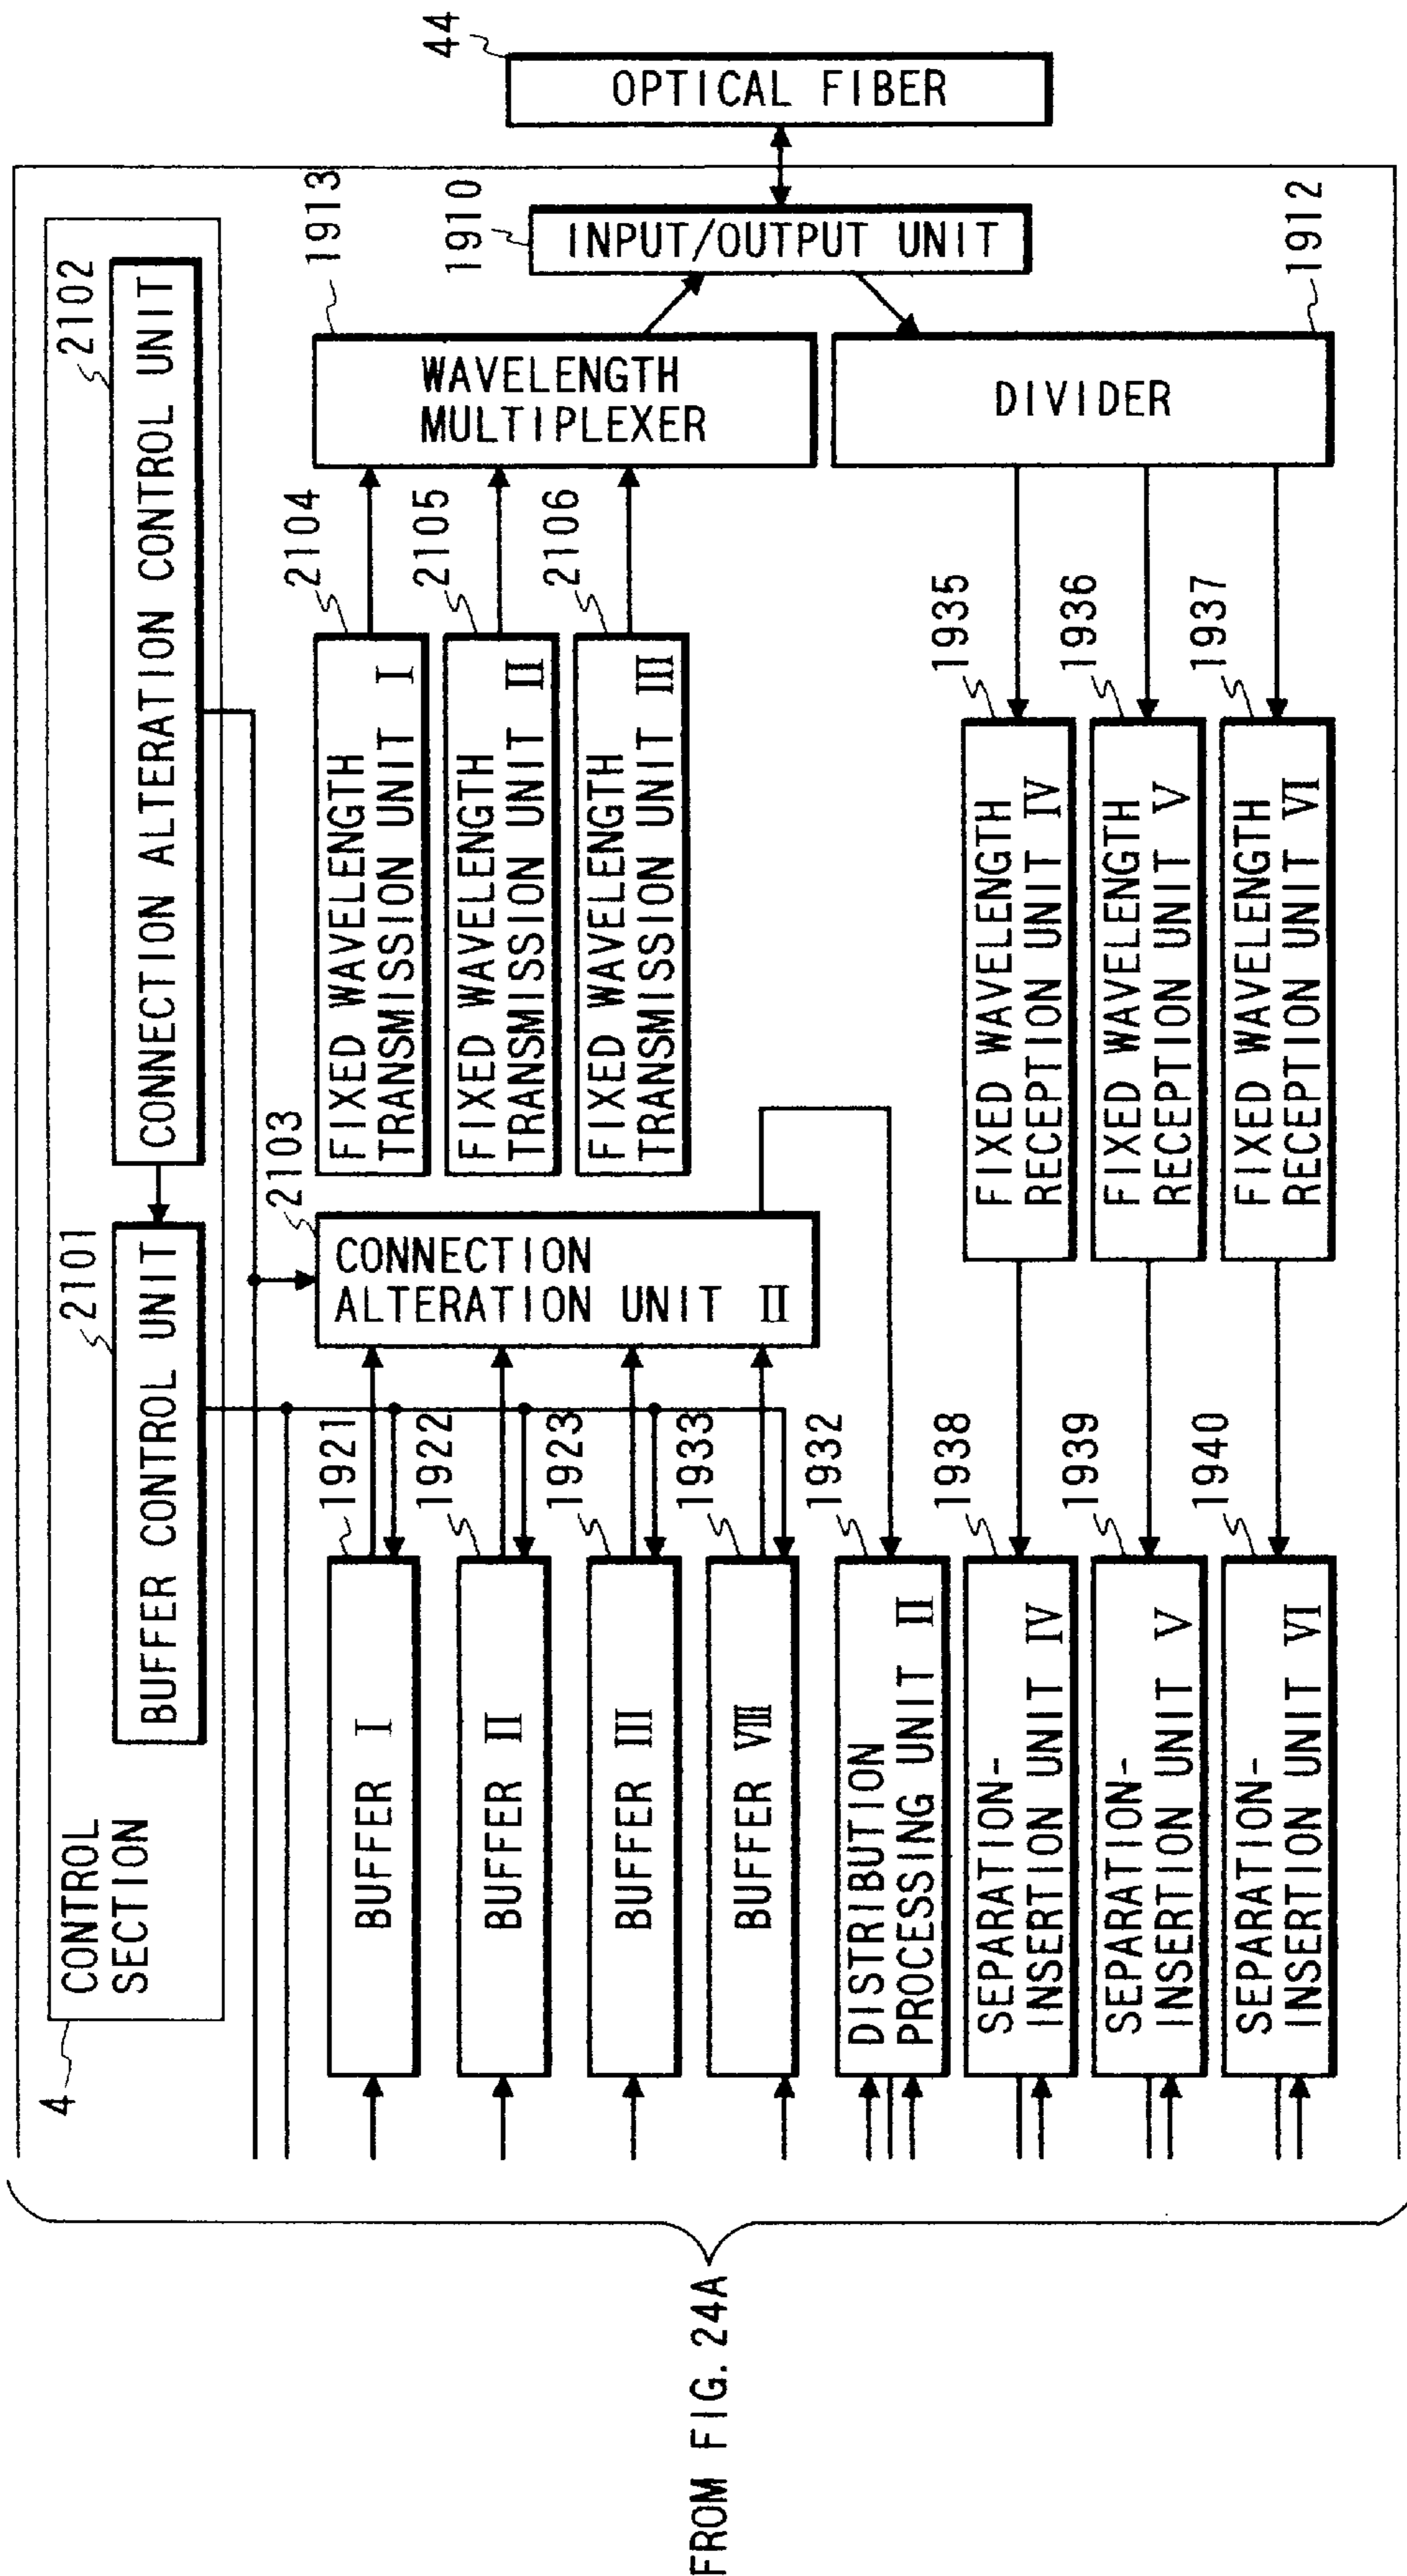 FROM FIG. 24A
4
CONTROL
SECTION
BUFFER CONTROL UNIT
2101
CONNECTION ALTERATION CONTROL UNIT
2102
BUFFER I
1921
BUFFER II
1922
BUFFER III
1923
BUFFER VIII
1933
DISTRIBUTION
PROCESSING UNIT II
1932
SEPARATION-
INSERTION UNIT IV
1938
SEPARATION-
INSERTION UNIT V
1939
SEPARATION-
INSERTION UNIT VI
1940
CONNECTION
ALTERATION UNIT II
2103
FIXED WAVELENGTH
TRANSMISSION UNIT I
2104
FIXED WAVELENGTH
TRANSMISSION UNIT II
2105
FIXED WAVELENGTH
TRANSMISSION UNIT III
2106
FIXED WAVELENGTH
RECEPTION UNIT IV
1935
FIXED WAVELENGTH
RECEPTION UNIT V
1936
FIXED WAVELENGTH
RECEPTION UNIT VI
1937
WAVELENGTH
MULTIPLEXER
1913
DIVIDER
1912
INPUT/OUTPUT UNIT
1910
OPTICAL FIBER
44